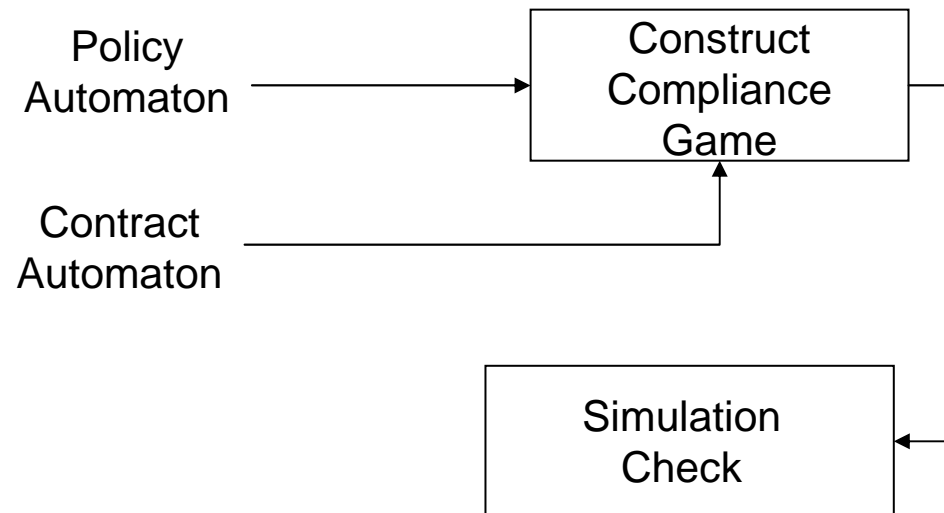 Policy
Automaton
Construct
Compliance
Game
Contract
Automaton
Simulation
Check